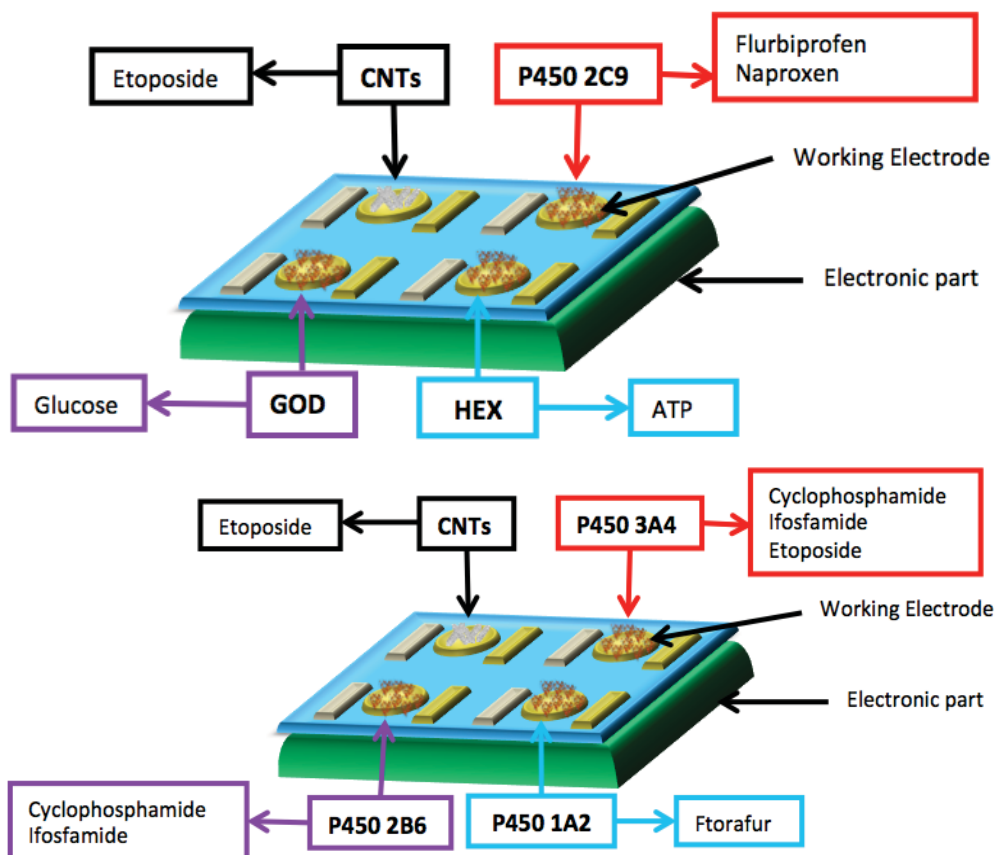 Etoposide
CNTs
P450 2C9
Flurbiprofen
Naproxen
Working Electrode
Electronic part
Glucose
GOD
HEX
ATP
Etoposide
CNTs
P450 3A4
Cyclophosphamide
Ifosfamide
Etoposide
Working Electrode
Electronic part
Cyclophosphamide
Ifosfamide
P450 2B6
P450 1A2
Ftorafur